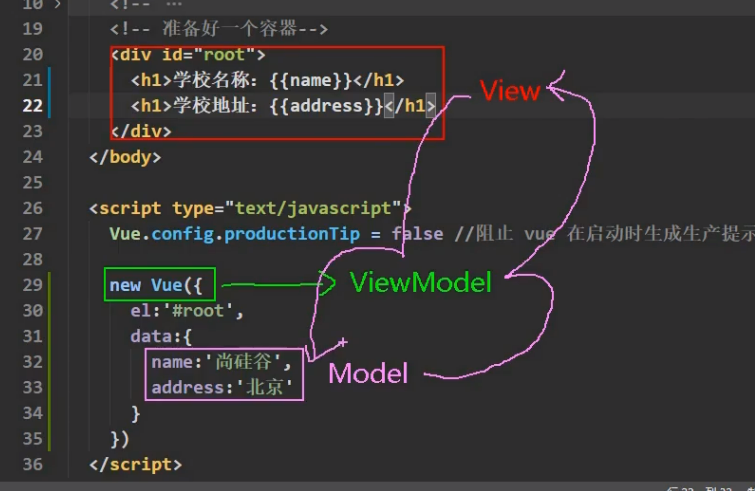 18 > <!-- ⋯
19 <!-- 准备好一个容器-->
20 <div id="root">
21 <h1>学校名称：{{name}}</h1>
22 <h1>学校地址：{{address}}</h1>
View
23 </div>
24 </body>
25
26 <script type="text/javascript">
27 Vue.config.productionTip = false //阻止 vue 在启动时生成生产提示
28
29 new Vue({
ViewModel
30 el:'#root',
31 data:{
32 name:'尚硅谷',
33 address:'北京'
Model
34 }
35 })
36 </script>